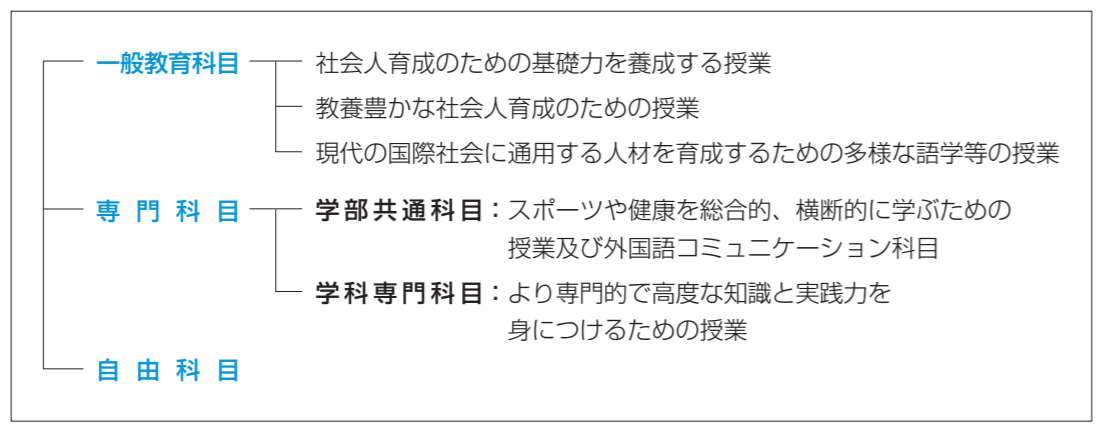 一般教育科目 社会人育成のための基礎力を養成する授業
教養豊かな社会人育成のための授業
現代の国際社会に通用する人材を育成するための多様な語学等の授業
専門科目 学部共通科目:スポーツや健康を総合的、横断的に学ぶための
授業及び外国語コミュニケーション科目
学科専門科目:より専門的で高度な知識と実践力を
身につけるための授業
自由科目